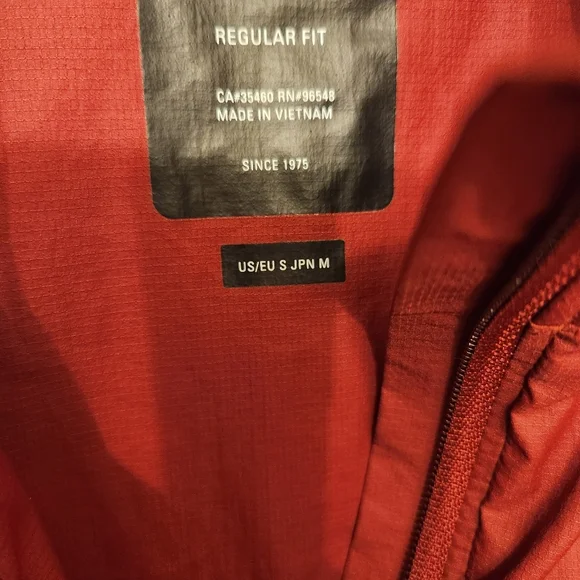 REGULAR FIT
CA#35460 RN#96548
MADE IN VIETNAM
SINCE 1975
US/EU S JPN M